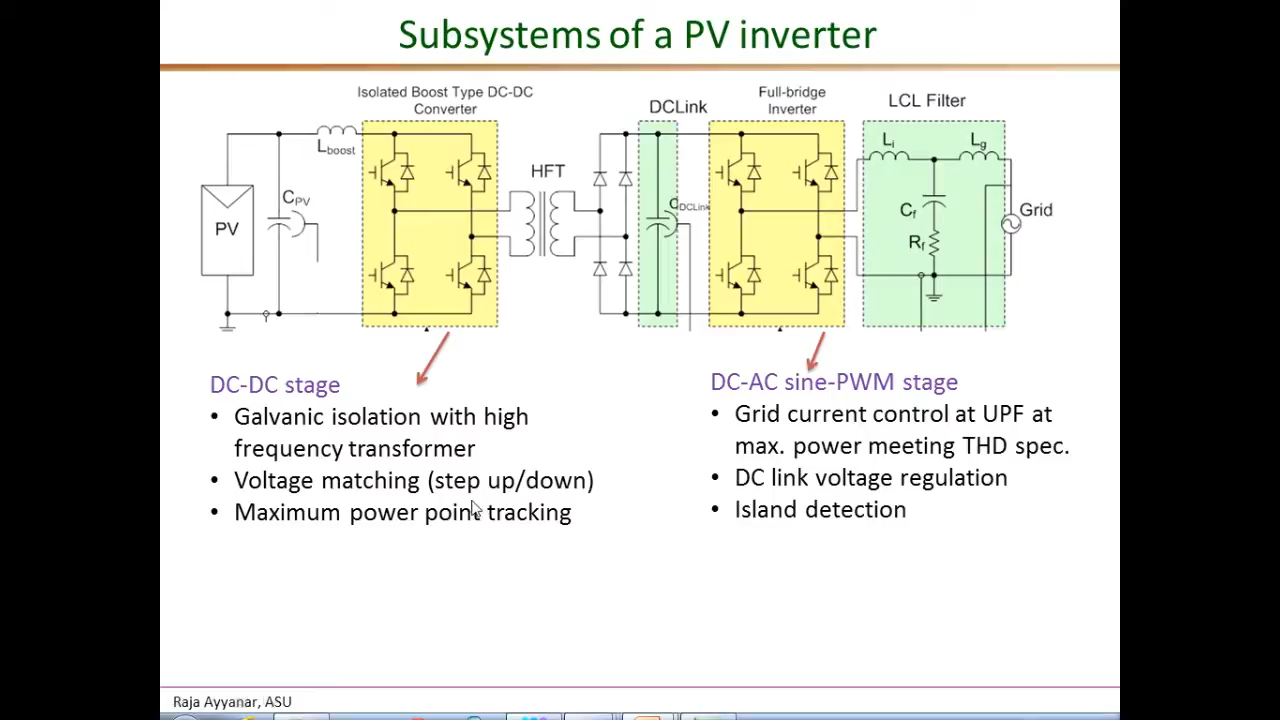 Subsystems of a PV inverter
Isolated Boost Type DC-DC
Converter
Full-bridge
Inverter
DCLink
LCL Filter
Lboost
HFT
Li
Lg
CPV
CDCLink
Cf
Grid
PV
Rf
DC-DC stage
• Galvanic isolation with high
frequency transformer
• Voltage matching (step up/down)
• Maximum power point tracking
DC-AC sine-PWM stage
• Grid current control at UPF at
max. power meeting THD spec.
• DC link voltage regulation
• Island detection
Raja Ayyanar, ASU